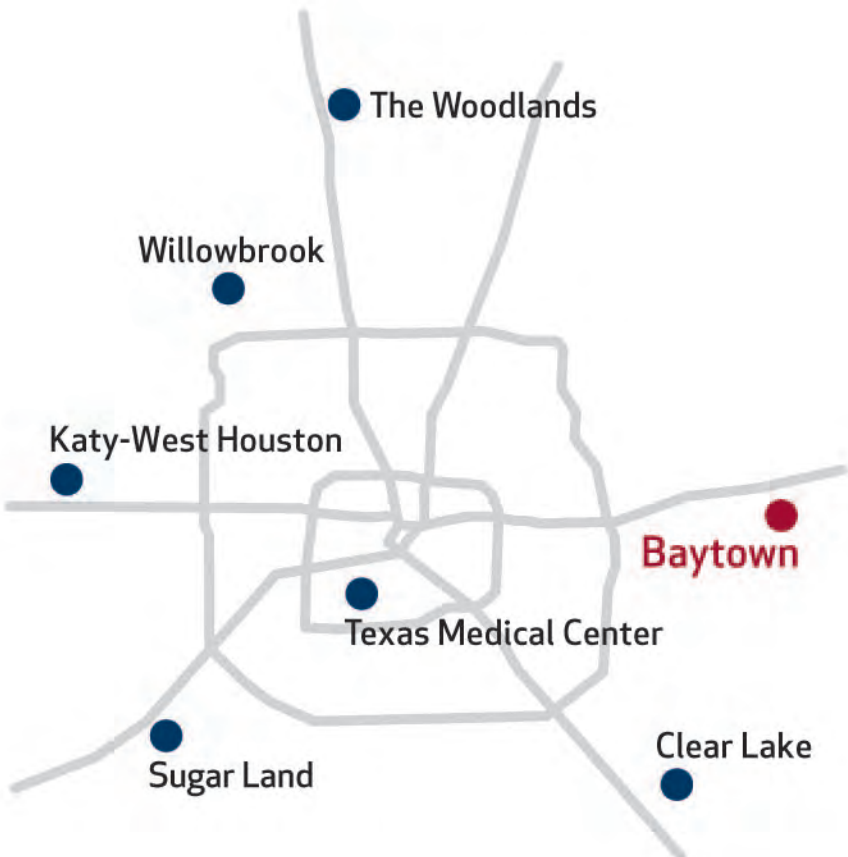 The Woodlands
Willowbrook
Katy-West Houston
Baytown
Texas Medical Center
Clear Lake
Sugar Land